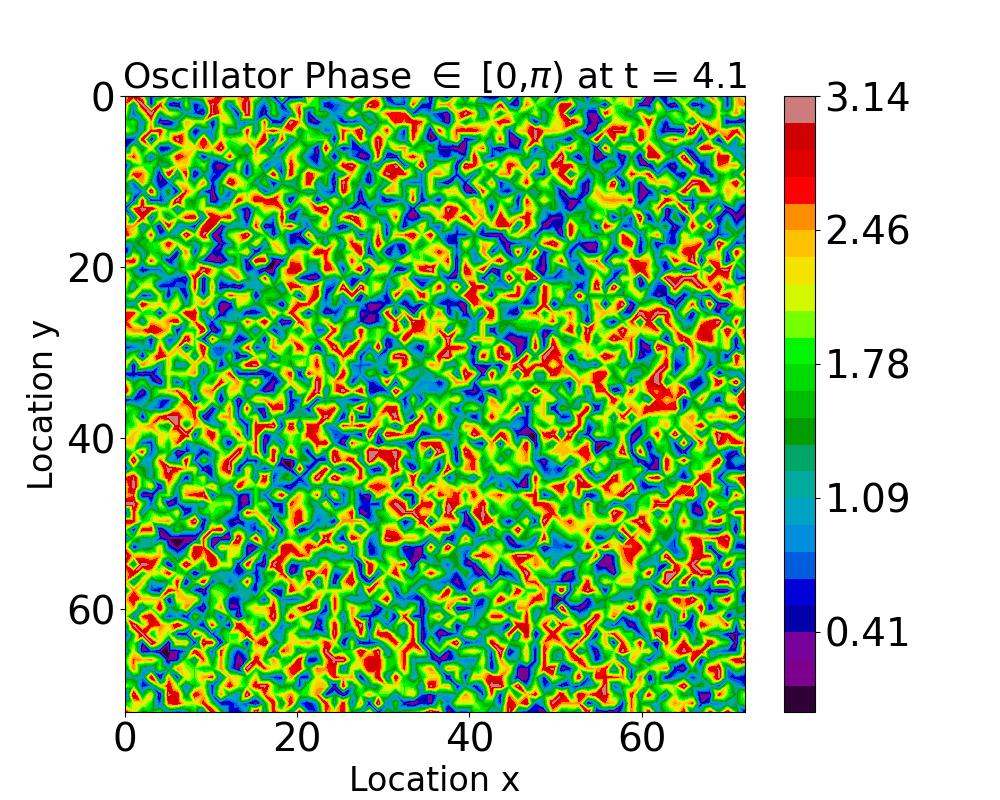 Oscillator Phase ∈ [0,π) at t = 4.1
0
20
40
60
Location y
0 20 40 60
Location x
3.14
2.46
1.78
1.09
0.41